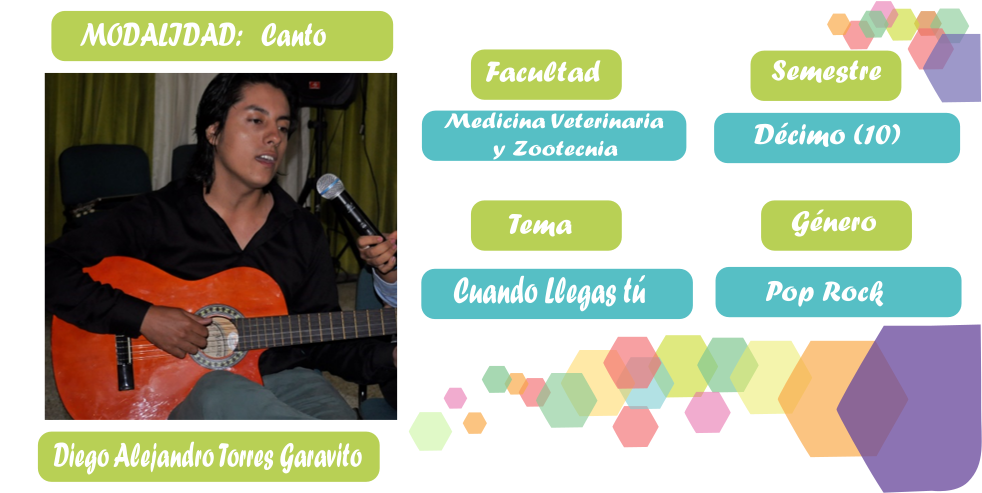 MODALIDAD: Canto
Facultad
Semestre
Medicina Veterinaria
y Zootecnia
Décimo (10)
Tema
Género
Cuando Llegas tú
Pop Rock
Diego Alejandro Torres Garavito